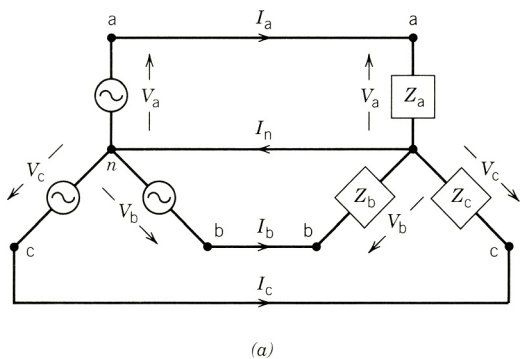 a I_a a
V_a V_a Z_a
I_n
n
V_c V_b Z_b V_b Z_c V_c
c b I_b b c
I_c
(a)